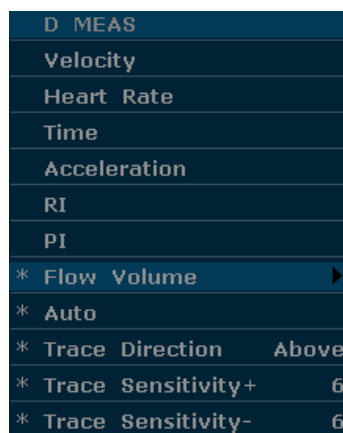 D MEAS
Velocity
Heart Rate
Time
Acceleration
RI
PI
* Flow Volume
* Auto
* Trace Direction Above
* Trace Sensitivity+ 6
* Trace Sensitivity- 6